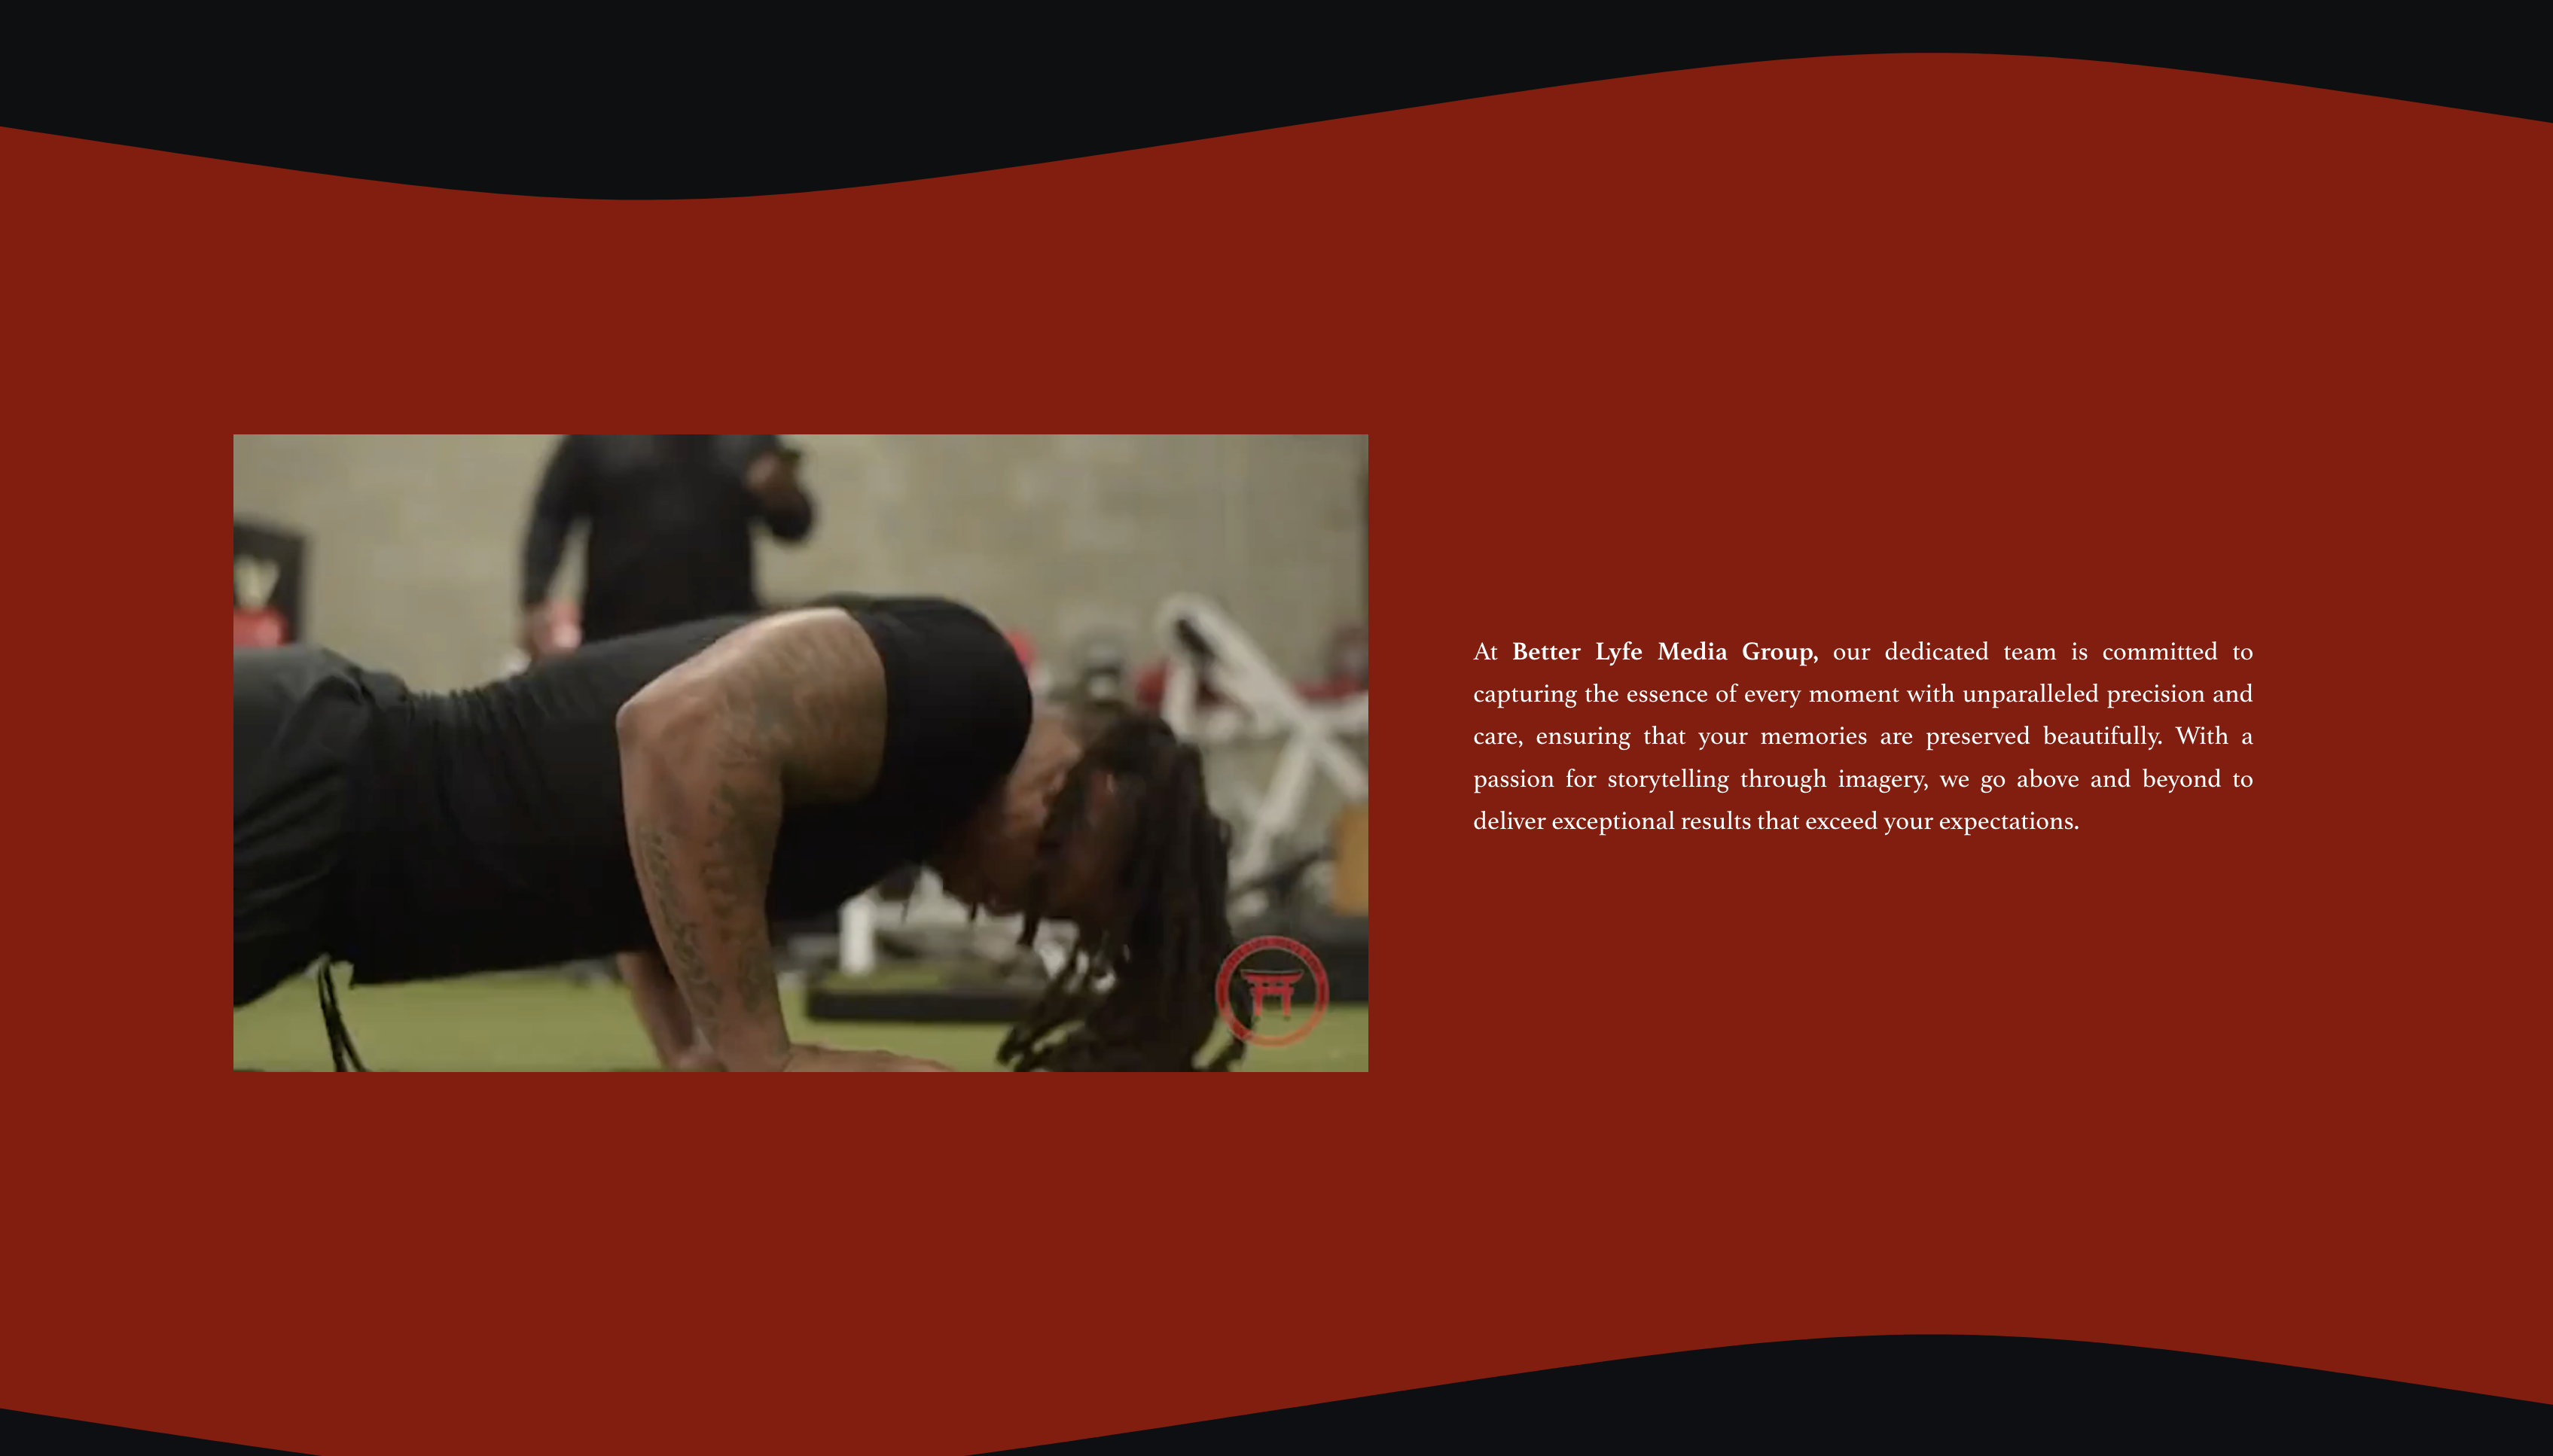 At Better Lyfe Media Group, our dedicated team is committed to
capturing the essence of every moment with unparalleled precision and
care, ensuring that your memories are preserved beautifully. With a
passion for storytelling through imagery, we go above and beyond to
deliver exceptional results that exceed your expectations.